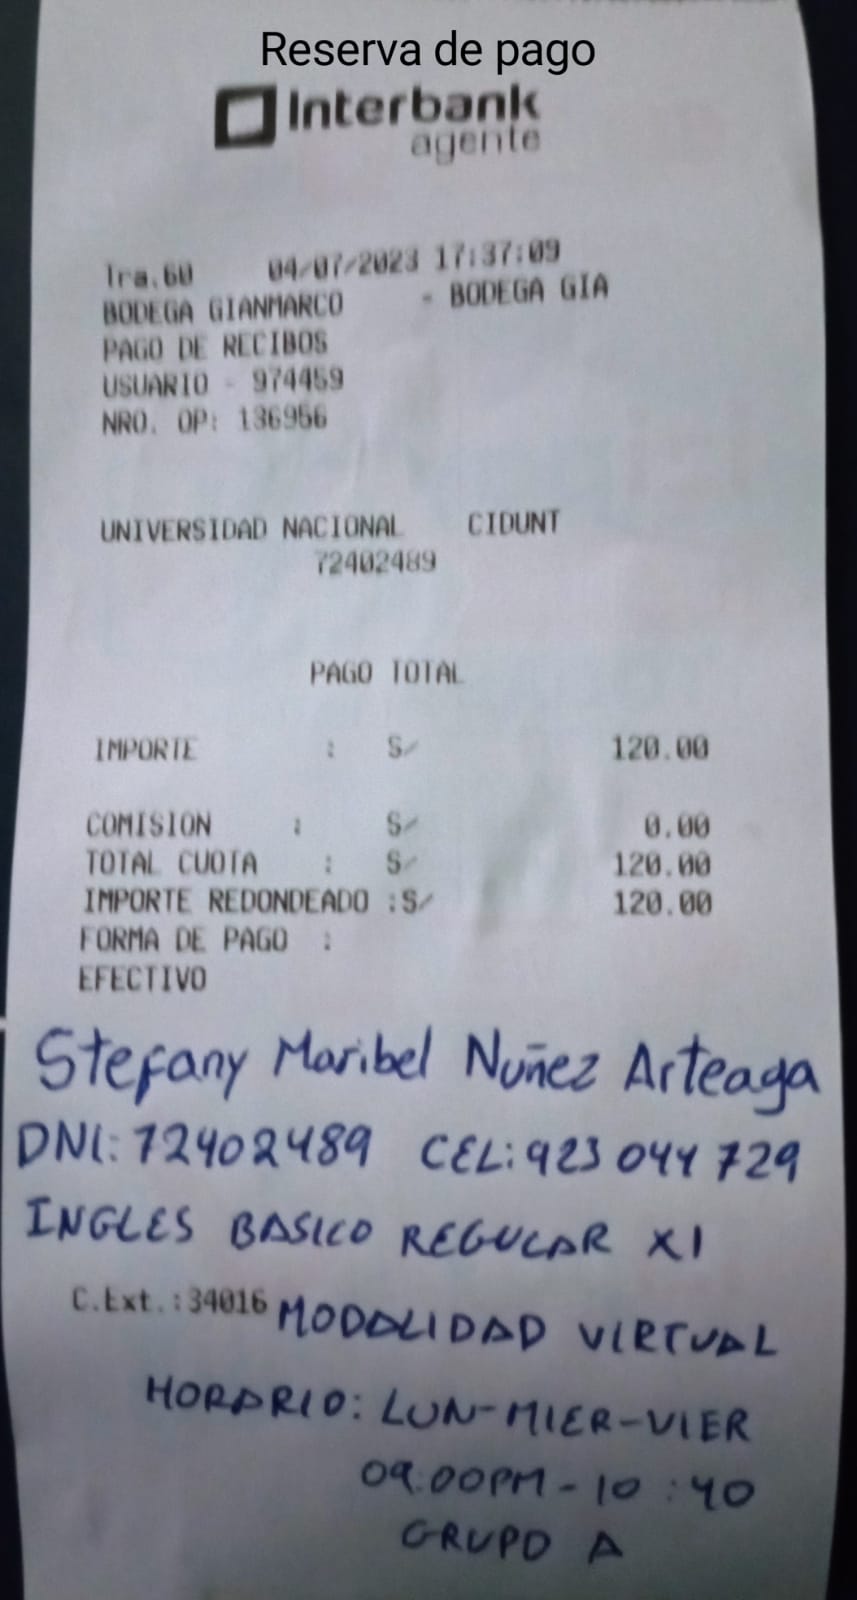 Reserva de pago
Interbank
agente
Tra.60 04/07/2023 17:37:09
BODEGA GIANMARCO - BODEGA GIA
PAGO DE RECIBOS
USUARIO - 974459
NRO. OP: 136956
UNIVERSIDAD NACIONAL CIDUNT
72402489
PAGO TOTAL
IMPORTE : S/ 120.00
COMISION : S/ 0.00
TOTAL CUOTA : S/ 120.00
IMPORTE REDONDEADO :S/ 120.00
FORMA DE PAGO :
EFECTIVO
Stefany Maribel Nuñez Arteaga
DNI: 72402489 CEL: 923 044 729
INGLES BASICO REGULAR XI
C.Ext.:34016 MODALIDAD VIRTUAL
HORARIO: LUN-MIER-VIER
09:00PM - 10:40
GRUPO A